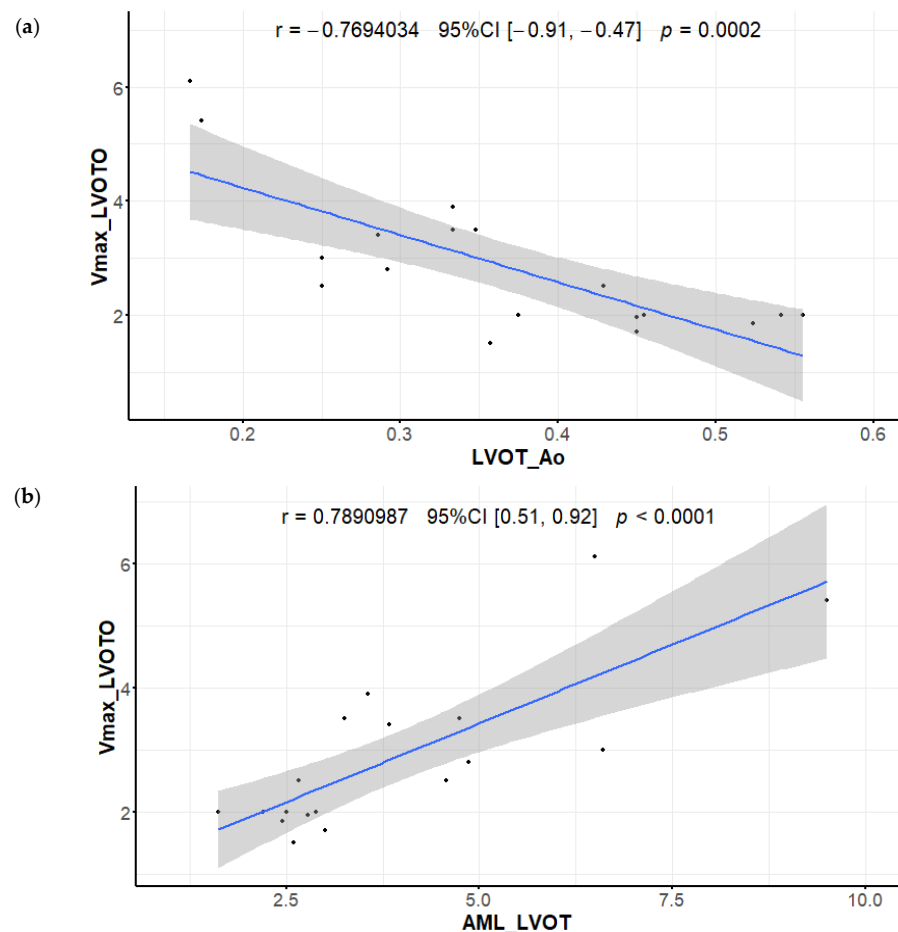 (a)
r = −0.7694034 95%CI [−0.91, −0.47] p = 0.0002
Vmax_LVOTO
6
4
2
0.2 0.3 0.4 0.5 0.6
LVOT_Ao
(b)
r = 0.7890987 95%CI [0.51, 0.92] p < 0.0001
Vmax_LVOTO
6
4
2
2.5 5.0 7.5 10.0
AML_LVOT